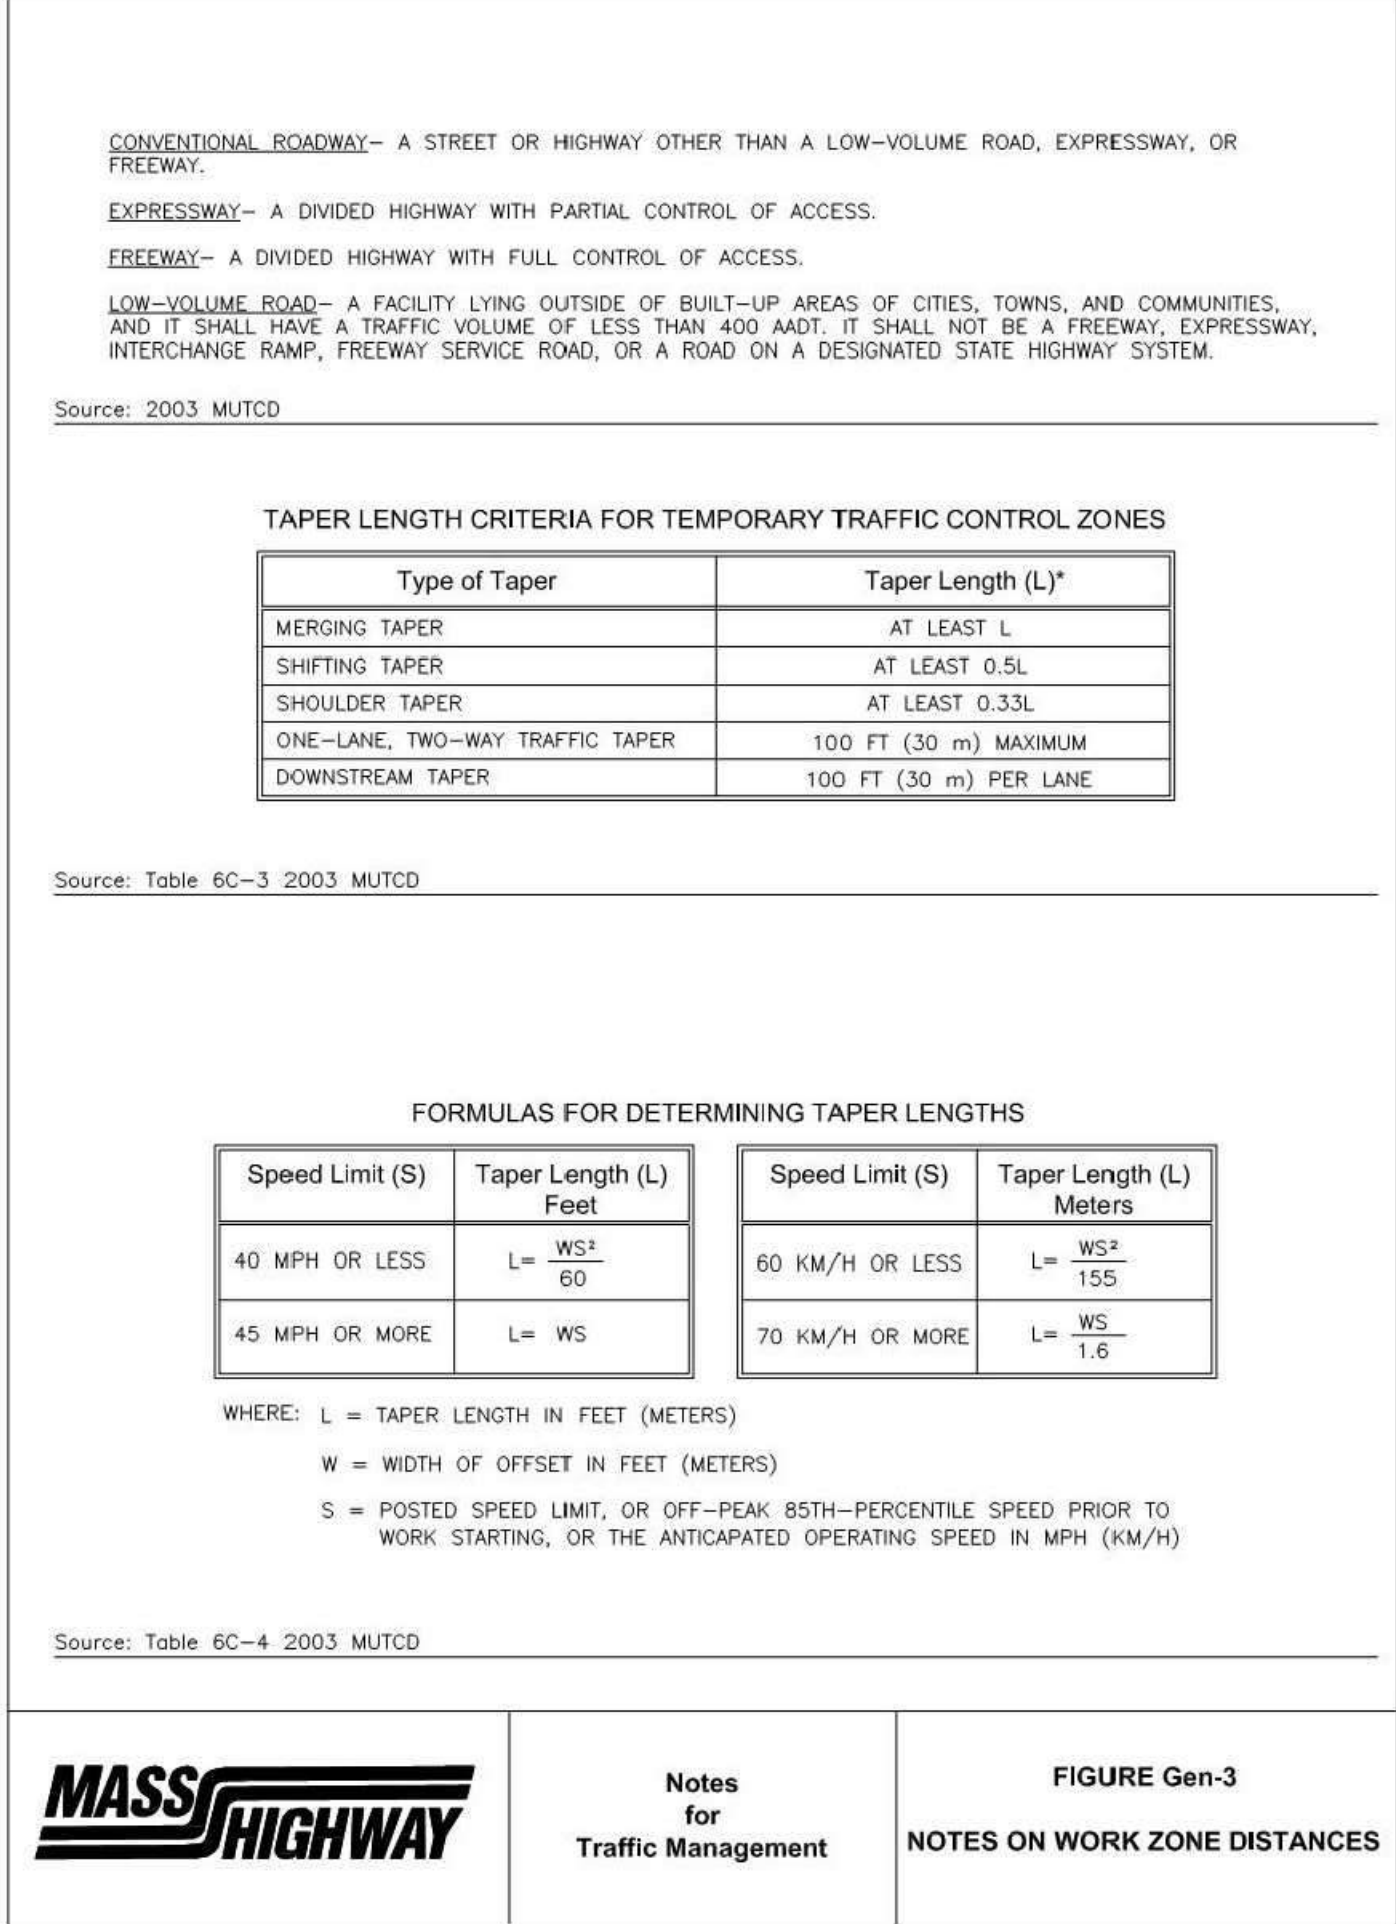 CONVENTIONAL ROADWAY– A STREET OR HIGHWAY OTHER THAN A LOW–VOLUME ROAD, EXPRESSWAY, OR
FREEWAY.
EXPRESSWAY– A DIVIDED HIGHWAY WITH PARTIAL CONTROL OF ACCESS.
FREEWAY– A DIVIDED HIGHWAY WITH FULL CONTROL OF ACCESS.
LOW–VOLUME ROAD– A FACILITY LYING OUTSIDE OF BUILT–UP AREAS OF CITIES, TOWNS, AND COMMUNITIES,
AND IT SHALL HAVE A TRAFFIC VOLUME OF LESS THAN 400 AADT. IT SHALL NOT BE A FREEWAY, EXPRESSWAY,
INTERCHANGE RAMP, FREEWAY SERVICE ROAD, OR A ROAD ON A DESIGNATED STATE HIGHWAY SYSTEM.
Source: 2003 MUTCD
TAPER LENGTH CRITERIA FOR TEMPORARY TRAFFIC CONTROL ZONES
Type of Taper Taper Length (L)*
MERGING TAPER AT LEAST L
SHIFTING TAPER AT LEAST 0.5L
SHOULDER TAPER AT LEAST 0.33L
ONE–LANE, TWO–WAY TRAFFIC TAPER 100 FT (30 m) MAXIMUM
DOWNSTREAM TAPER 100 FT (30 m) PER LANE
Source: Table 6C–3 2003 MUTCD
FORMULAS FOR DETERMINING TAPER LENGTHS
Speed Limit (S) Taper Length (L)
Feet
40 MPH OR LESS L= WS²
60
45 MPH OR MORE L= WS
Speed Limit (S) Taper Length (L)
Meters
60 KM/H OR LESS L= WS²
155
70 KM/H OR MORE L= WS
1.6
WHERE: L = TAPER LENGTH IN FEET (METERS)
W = WIDTH OF OFFSET IN FEET (METERS)
S = POSTED SPEED LIMIT, OR OFF–PEAK 85TH–PERCENTILE SPEED PRIOR TO
WORK STARTING, OR THE ANTICAPATED OPERATING SPEED IN MPH (KM/H)
Source: Table 6C–4 2003 MUTCD
MASS
HIGHWAY
Notes
for
Traffic Management
FIGURE Gen-3
NOTES ON WORK ZONE DISTANCES